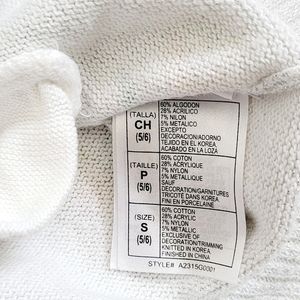 (TALLA)
CH
(5/6)
60% ALGODON
28% ACRILICO
7% NILON
5% METALICO
EXCEPTO
DECORACION/ADORNO
TEJIDO EN EL KOREA
ACABADO EN LA LOZA
(TAILLE)
P
(5/6)
60% COTON
28% ACRYLIQUE
7% NYLON
5% METALLIQUE
SAUF
DECORATION/GARNITURES
TRICOTÉ DANS KOREA
FINI EN PORCELAINE
(SIZE)
S
(5/6)
60% COTTON
28% ACRYLIC
7% NYLON
5% METALLIC
EXCLUSIVE OF
DECORATION/TRIMMING
KNITTED IN KOREA
FINISHED IN CHINA
STYLE# A2315G0001